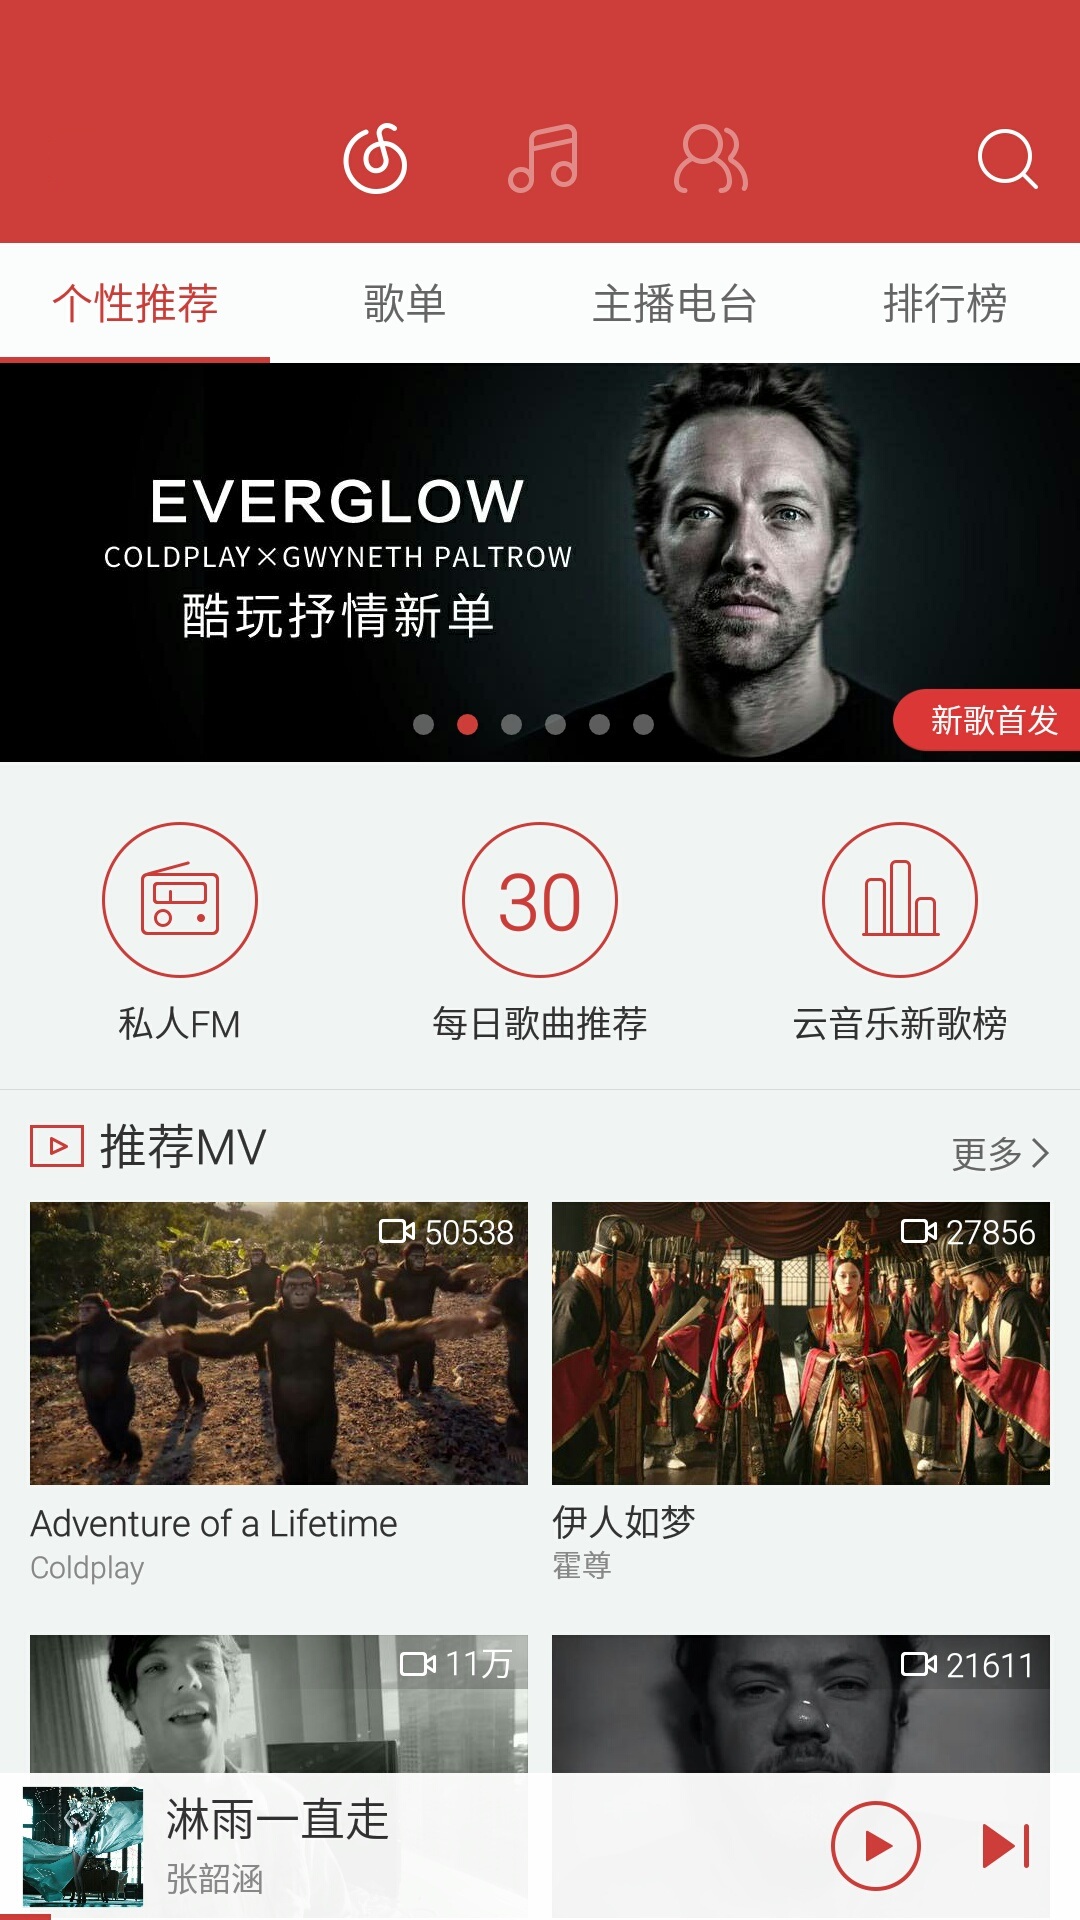 个性推荐
歌单
主播电台
排行榜
EVERGLOW
COLDPLAY×GWYNETH PALTROW
酷玩抒情新单
新歌首发
30
私人FM
每日歌曲推荐
云音乐新歌榜
推荐MV
更多
50538
27856
Adventure of a Lifetime
Coldplay
伊人如梦
霍尊
11万
21611
淋雨一直走
张韶涵